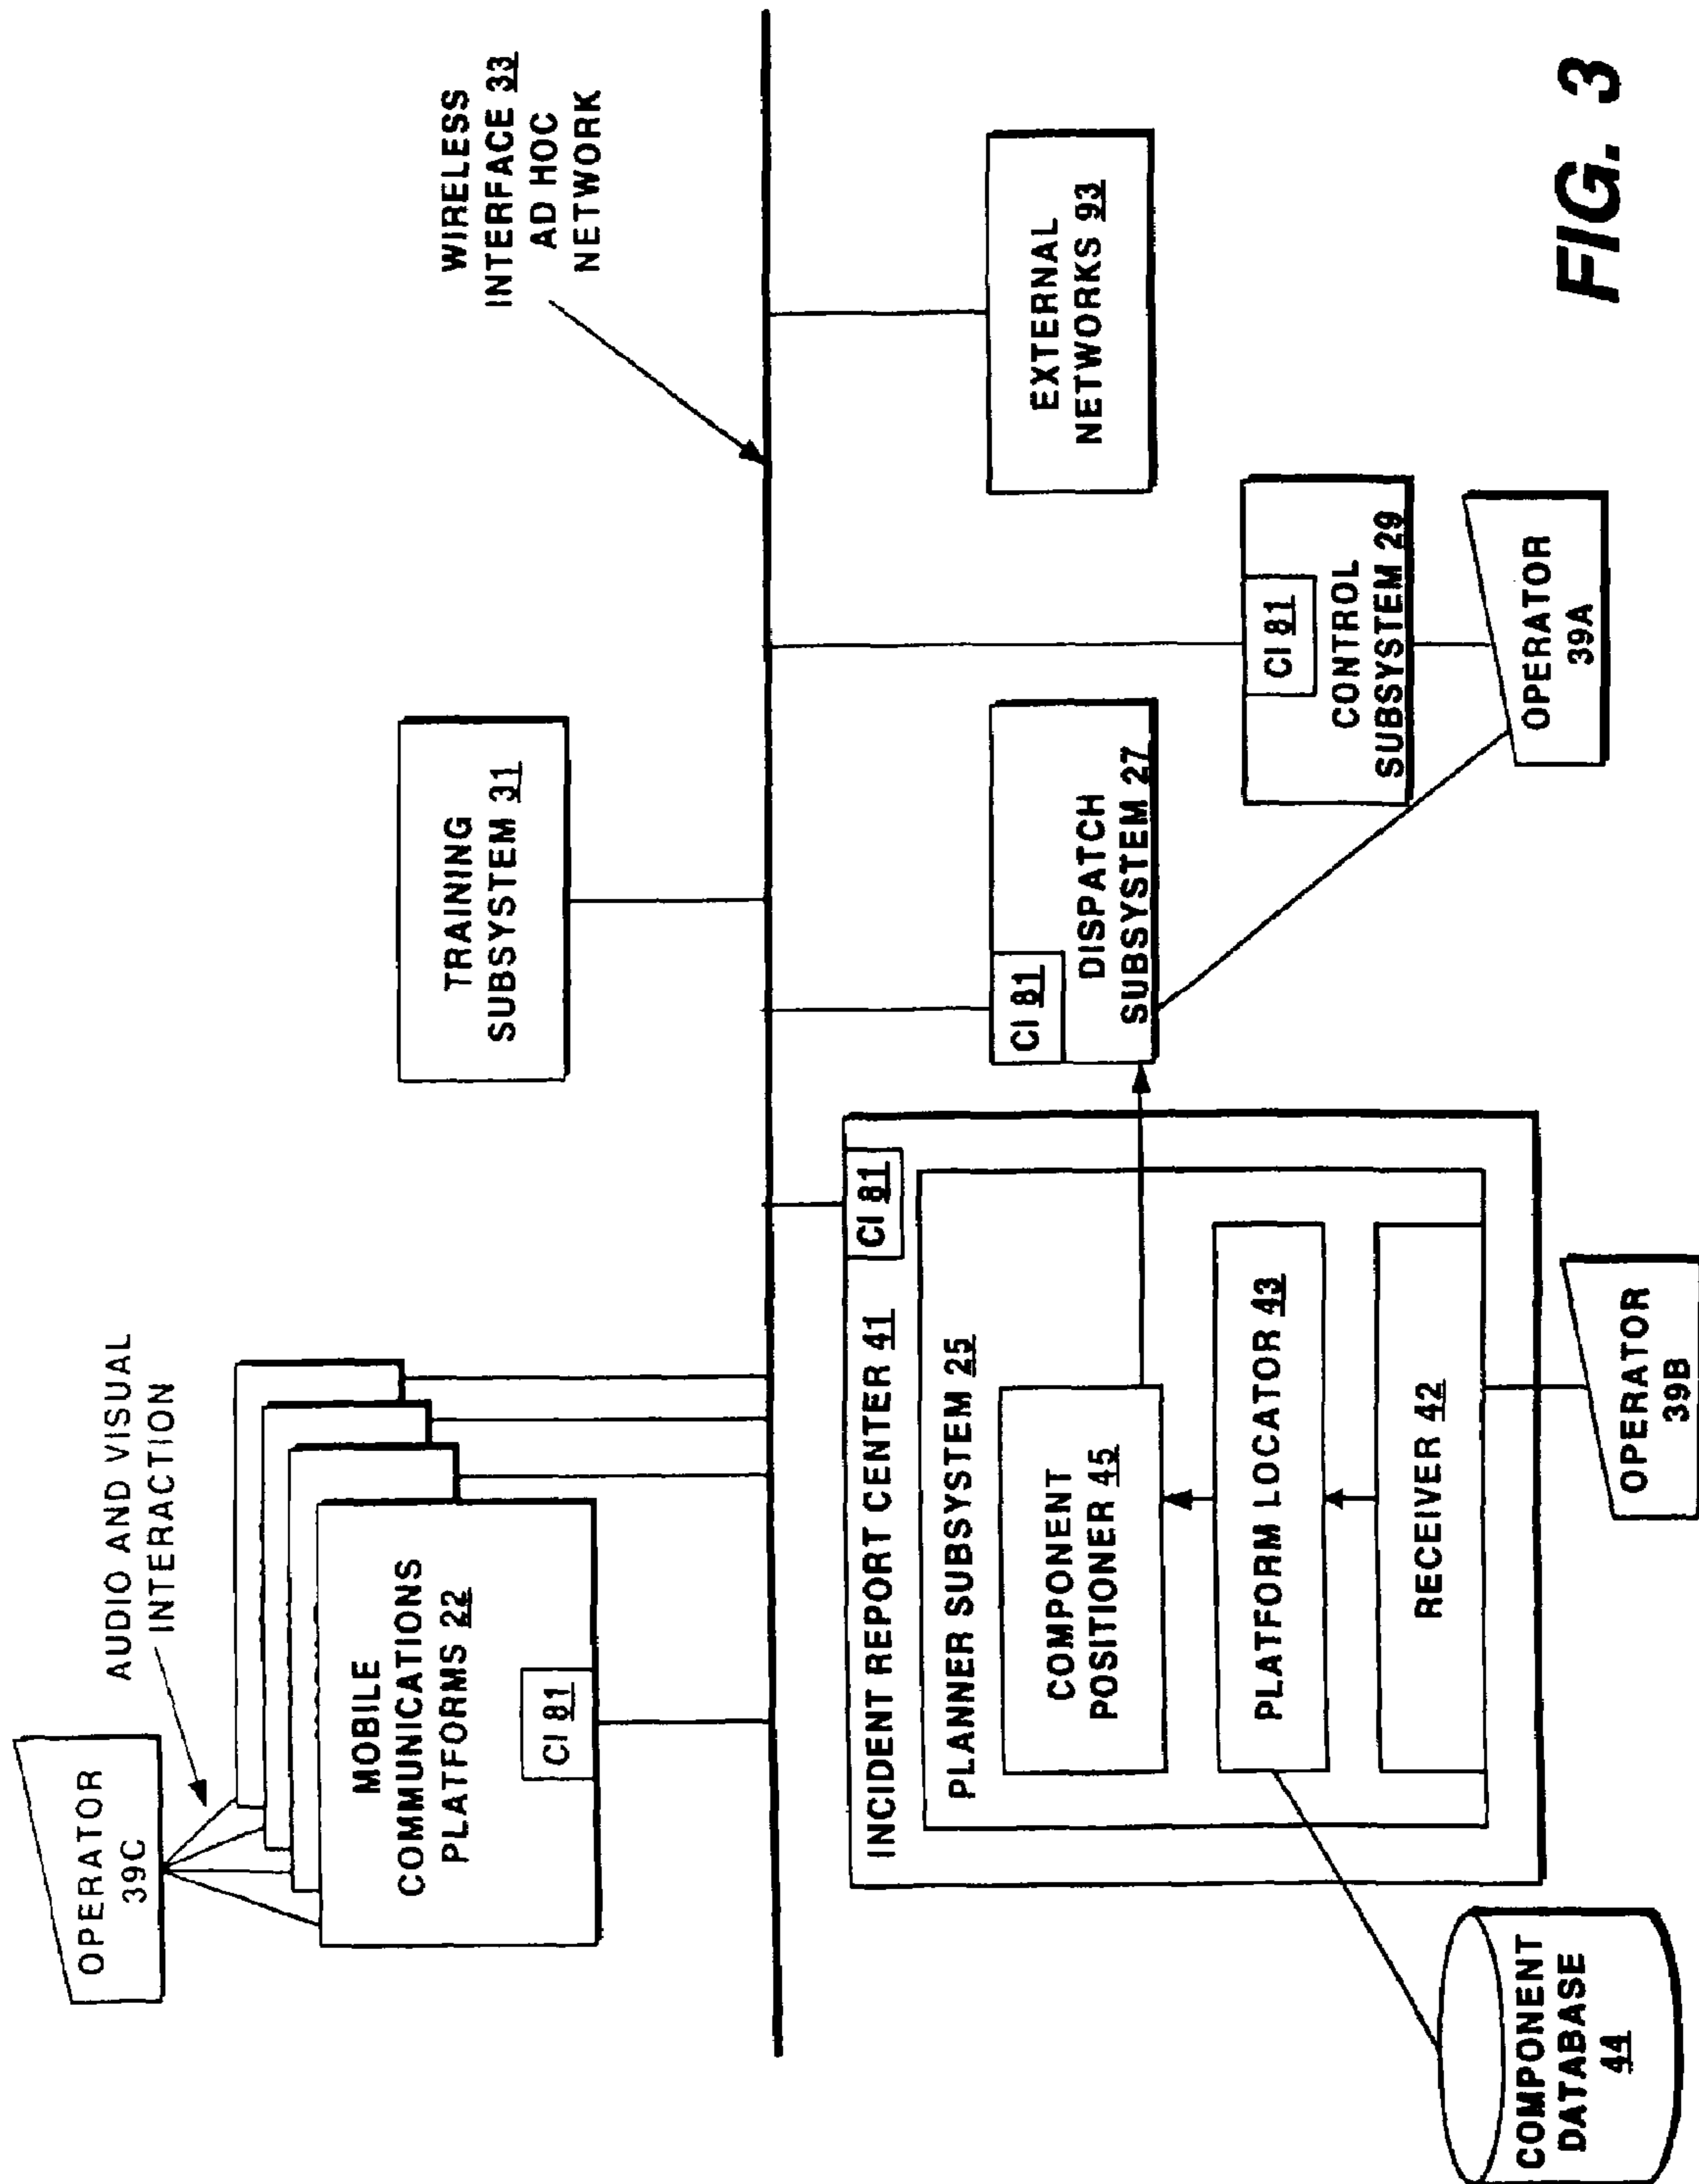 OPERATOR
39C
AUDIO AND VISUAL
INTERACTION
MOBILE
COMMUNICATIONS
PLATFORMS 22
CI 81
TRAINING
SUBSYSTEM 31
WIRELESS
INTERFACE 33
AD HOC
NETWORK
INCIDENT REPORT CENTER 41
CI 81
PLANNER SUBSYSTEM 25
COMPONENT
POSITIONER 45
PLATFORM LOCATOR 43
RECEIVER 42
COMPONENT
DATABASE
44
OPERATOR
39B
CI 81
DISPATCH
SUBSYSTEM 27
CI 81
CONTROL
SUBSYSTEM 29
OPERATOR
39A
EXTERNAL
NETWORKS 93
FIG. 3